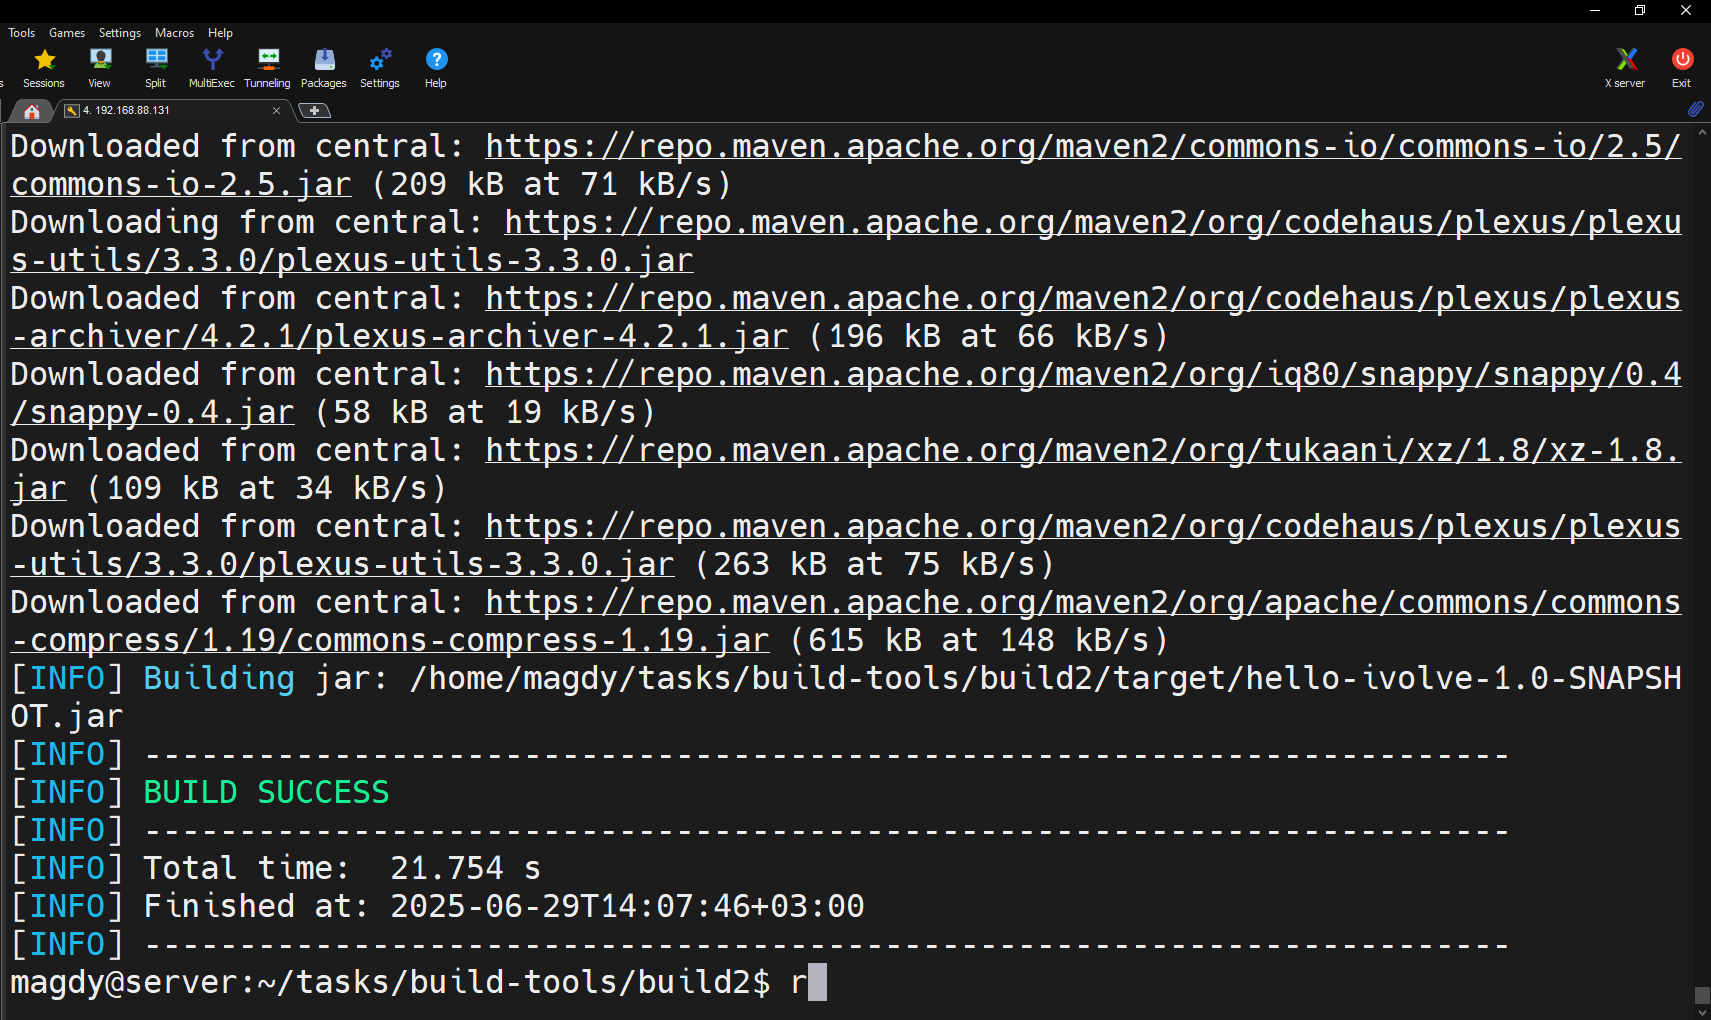 Tools Games Settings Macros Help
s Sessions View Split MultiExec Tunneling Packages Settings Help X server Exit
4. 192.168.88.131
Downloaded from central: https://repo.maven.apache.org/maven2/commons-io/commons-io/2.5/
commons-io-2.5.jar (209 kB at 71 kB/s)
Downloading from central: https://repo.maven.apache.org/maven2/org/codehaus/plexus/plexu
s-utils/3.3.0/plexus-utils-3.3.0.jar
Downloaded from central: https://repo.maven.apache.org/maven2/org/codehaus/plexus/plexus
-archiver/4.2.1/plexus-archiver-4.2.1.jar (196 kB at 66 kB/s)
Downloaded from central: https://repo.maven.apache.org/maven2/org/iq80/snappy/snappy/0.4
/snappy-0.4.jar (58 kB at 19 kB/s)
Downloaded from central: https://repo.maven.apache.org/maven2/org/tukaani/xz/1.8/xz-1.8.
jar (109 kB at 34 kB/s)
Downloaded from central: https://repo.maven.apache.org/maven2/org/codehaus/plexus/plexus
-utils/3.3.0/plexus-utils-3.3.0.jar (263 kB at 75 kB/s)
Downloaded from central: https://repo.maven.apache.org/maven2/org/apache/commons/commons
-compress/1.19/commons-compress-1.19.jar (615 kB at 148 kB/s)
[INFO] Building jar: /home/magdy/tasks/build-tools/build2/target/hello-ivolve-1.0-SNAPSH
OT.jar
[INFO] ------------------------------------------------------------------------
[INFO] BUILD SUCCESS
[INFO] ------------------------------------------------------------------------
[INFO] Total time:  21.754 s
[INFO] Finished at: 2025-06-29T14:07:46+03:00
[INFO] ------------------------------------------------------------------------
magdy@server:~/tasks/build-tools/build2$ r